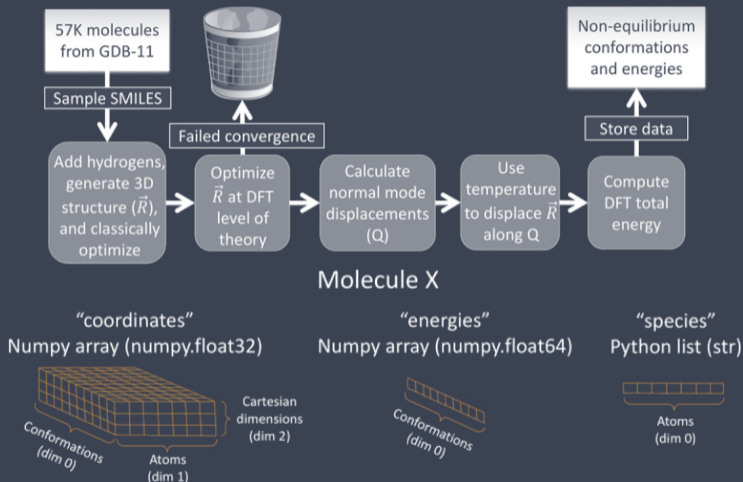 57K molecules
from GDB-11
Sample SMILES
Add hydrogens,
generate 3D
structure (R⃗),
and classically
optimize
Failed convergence
Optimize
R⃗ at DFT
level of
theory
Calculate
normal mode
displacements
(Q)
Use
temperature
to displace R⃗
along Q
Non-equilibrium
conformations
and energies
Store data
Compute
DFT total
energy
Molecule X
“coordinates”
Numpy array (numpy.float32)
Conformations
(dim 0)
Atoms
(dim 1)
Cartesian
dimensions
(dim 2)
“energies”
Numpy array (numpy.float64)
Conformations
(dim 0)
“species”
Python list (str)
Atoms
(dim 0)